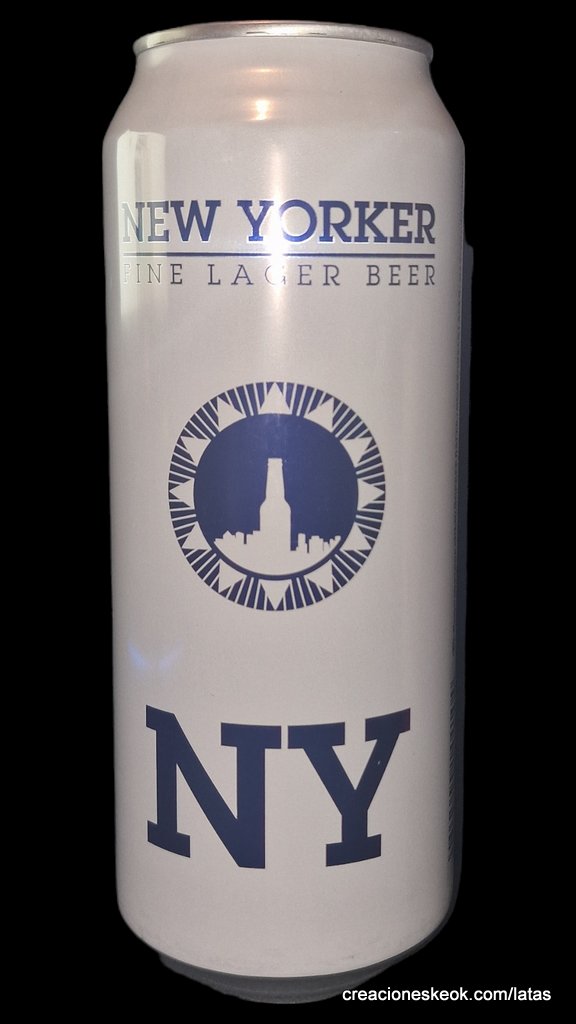 NEW YORKER
FINE LAGER BEER
NY
creacioneskeok.com/latas